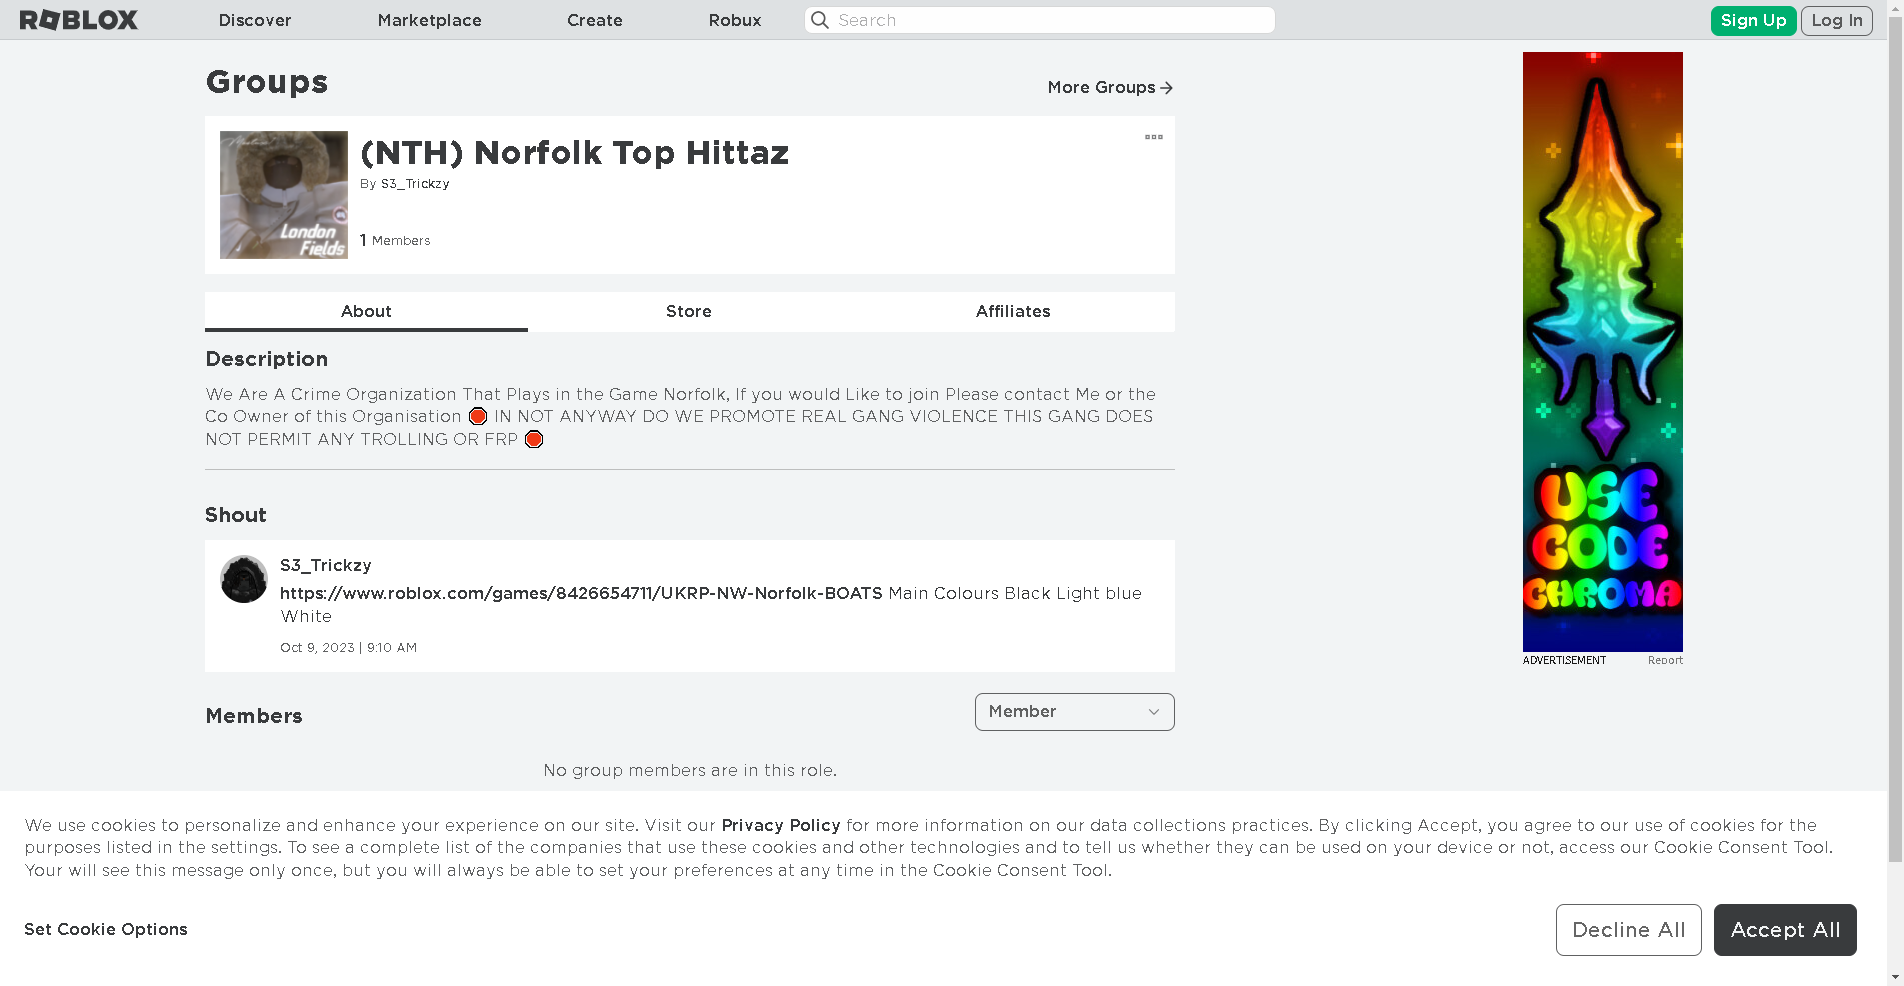 ROBLOX Discover Marketplace Create Robux Search Sign Up Log In
Groups
More Groups
(NTH) Norfolk Top Hittaz
By S3_Trickzy
1 Members
London
Fields
About Store Affiliates
Description
We Are A Crime Organization That Plays in the Game Norfolk, If you would Like to join Please contact Me or the
Co Owner of this Organisation 🛑 IN NOT ANYWAY DO WE PROMOTE REAL GANG VIOLENCE THIS GANG DOES
NOT PERMIT ANY TROLLING OR FRP 🛑
Shout
S3_Trickzy
https://www.roblox.com/games/8426654711/UKRP-NW-Norfolk-BOATS Main Colours Black Light blue
White
Oct 9, 2023 | 9:10 AM
Members
Member
No group members are in this role.
USE
CODE
CHROMA
ADVERTISEMENT Report
We use cookies to personalize and enhance your experience on our site. Visit our Privacy Policy for more information on our data collections practices. By clicking Accept, you agree to our use of cookies for the
purposes listed in the settings. To see a complete list of the companies that use these cookies and other technologies and to tell us whether they can be used on your device or not, access our Cookie Consent Tool.
Your will see this message only once, but you will always be able to set your preferences at any time in the Cookie Consent Tool.
Set Cookie Options
Decline All
Accept All